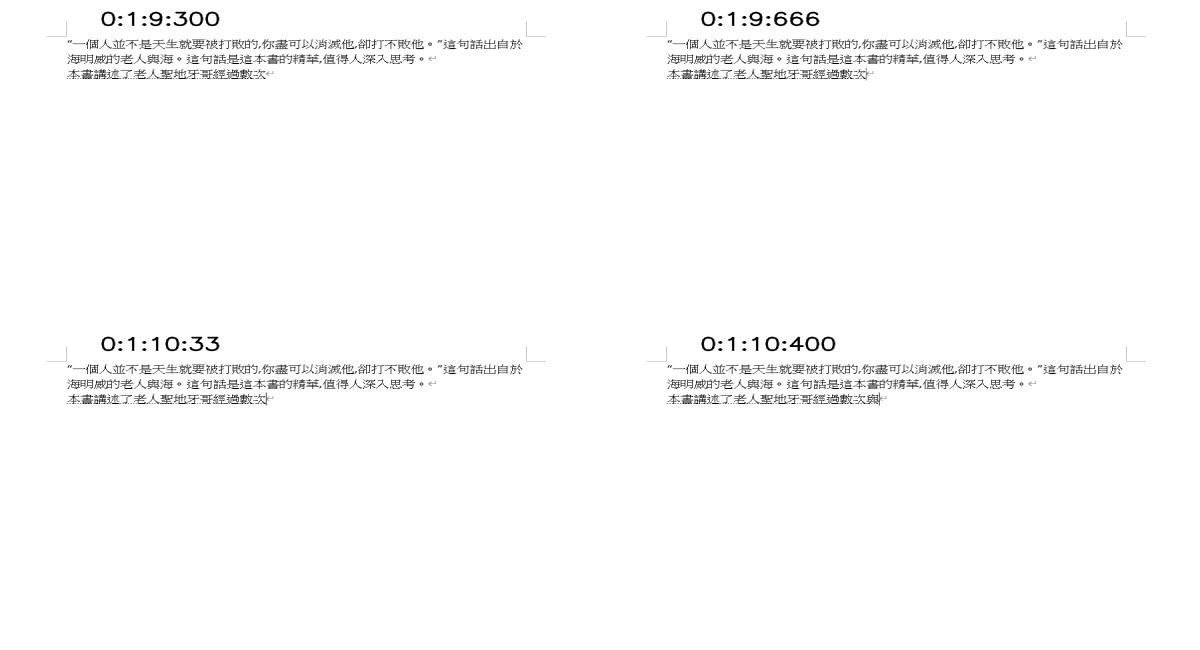 0:1:9:300
“一個人並不是天生就要被打敗的,你盡可以消滅他,卻打不敗他。”這句話出自於
海明威的老人與海。這句話是這本書的精華,值得人深入思考。
本書講述了老人聖地牙哥經過數次
0:1:9:666
“一個人並不是天生就要被打敗的,你盡可以消滅他,卻打不敗他。”這句話出自於
海明威的老人與海。這句話是這本書的精華,值得人深入思考。
本書講述了老人聖地牙哥經過數次
0:1:10:33
“一個人並不是天生就要被打敗的,你盡可以消滅他,卻打不敗他。”這句話出自於
海明威的老人與海。這句話是這本書的精華,值得人深入思考。
本書講述了老人聖地牙哥經過數次
0:1:10:400
“一個人並不是天生就要被打敗的,你盡可以消滅他,卻打不敗他。”這句話出自於
海明威的老人與海。這句話是這本書的精華,值得人深入思考。
本書講述了老人聖地牙哥經過數次與